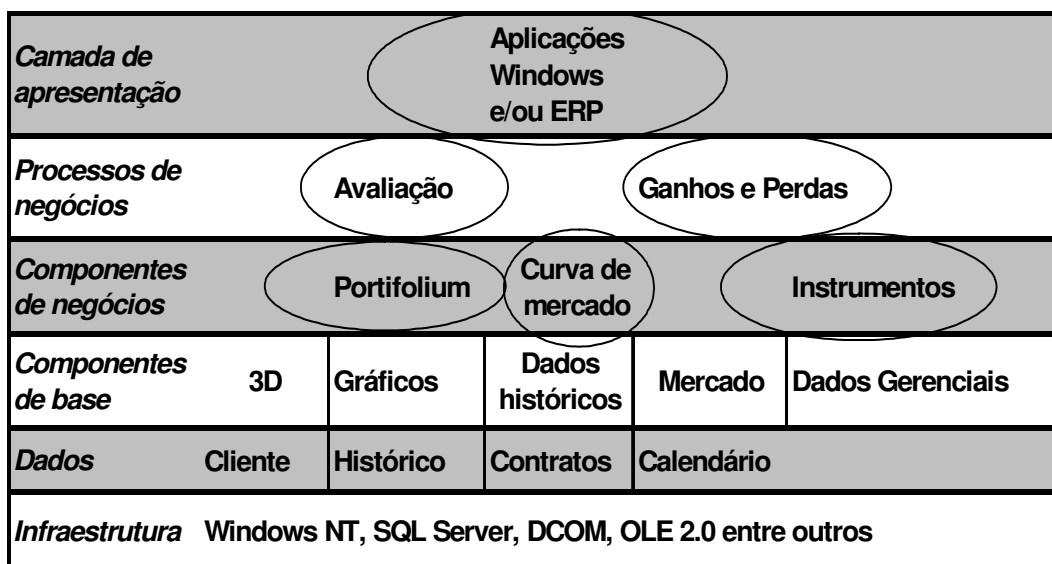 Camada de
apresentação
Aplicações
Windows
e/ou ERP
Processos de
negócios
Avaliação
Ganhos e Perdas
Componentes
de negócios
Portifolium
Curva de
mercado
Instrumentos
Componentes
de base
3D
Gráficos
Dados
históricos
Mercado
Dados Gerenciais
Dados
Cliente
Histórico
Contratos
Calendário
Infraestrutura
Windows NT, SQL Server, DCOM, OLE 2.0 entre outros